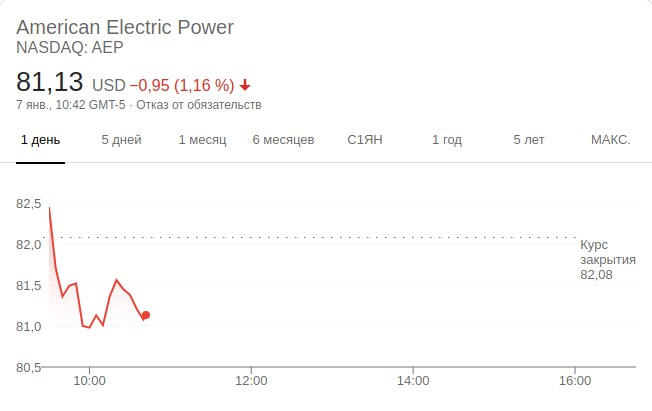 American Electric Power
NASDAQ: AEP
81,13 USD −0,95 (1,16 %)
7 янв., 10:42 GMT-5 · Отказ от обязательств
1 день 5 дней 1 месяц 6 месяцев С1ЯН 1 год 5 лет МАКС.
82,5
82,0
81,5
81,0
80,5
Курс
закрытия
82,08
10:00 12:00 14:00 16:00